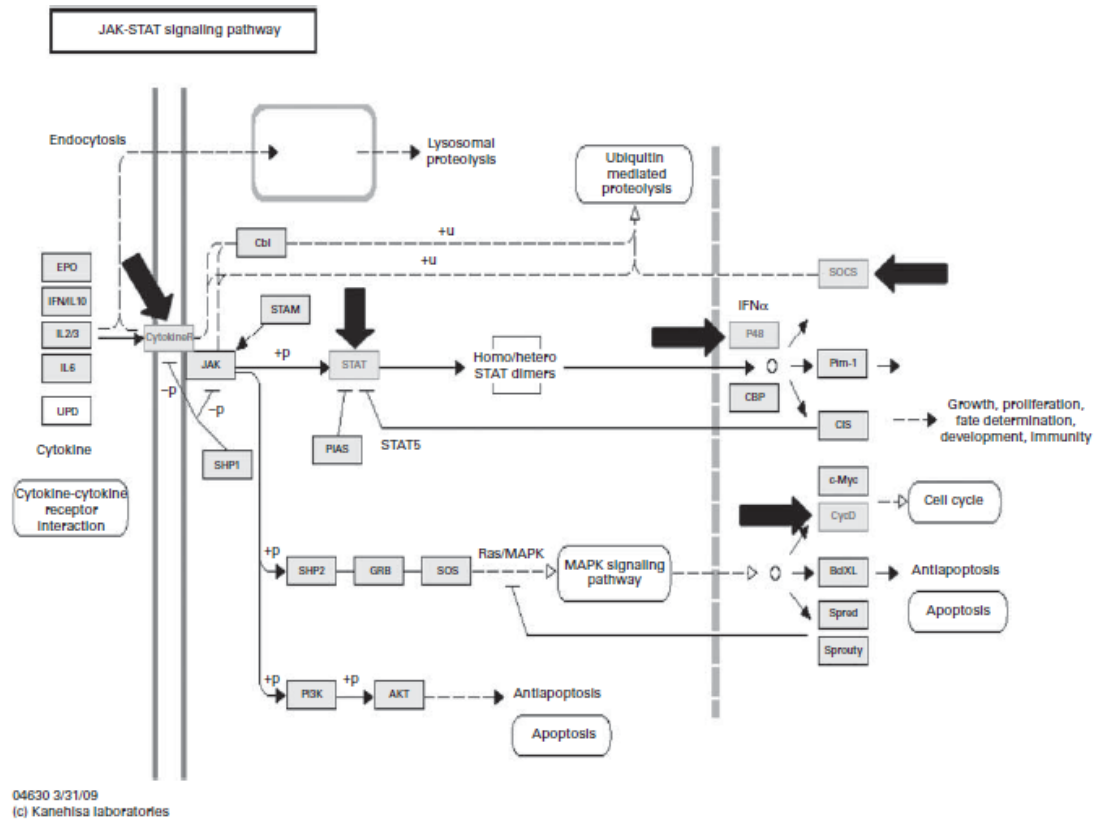 JAK-STAT signaling pathway
Endocytosis
Lysosomal
proteolysis
Ubiquitin
mediated
proteolysis
Cbl
+u
+u
EPO
IFN/IL10
IL2/3
IL6
UPD
Cytokine
Cytokine-cytokine
receptor
interaction
CytokineR
JAK
STAM
+p
STAT
–p
–p
SHP1
PIAS
STAT5
Homo/hetero
STAT dimers
SOCS
IFNα
P48
CBP
Pim-1
CIS
Growth, proliferation,
fate determination,
development, immunity
c-Myc
CycD
Cell cycle
+p
SHP2
GRB
SOS
Ras/MAPK
MAPK signaling
pathway
BclXL
Antiapoptosis
Spred
Apoptosis
Sprouty
+p
PI3K
+p
AKT
Antiapoptosis
Apoptosis
04630 3/31/09
(c) Kanehisa laboratories